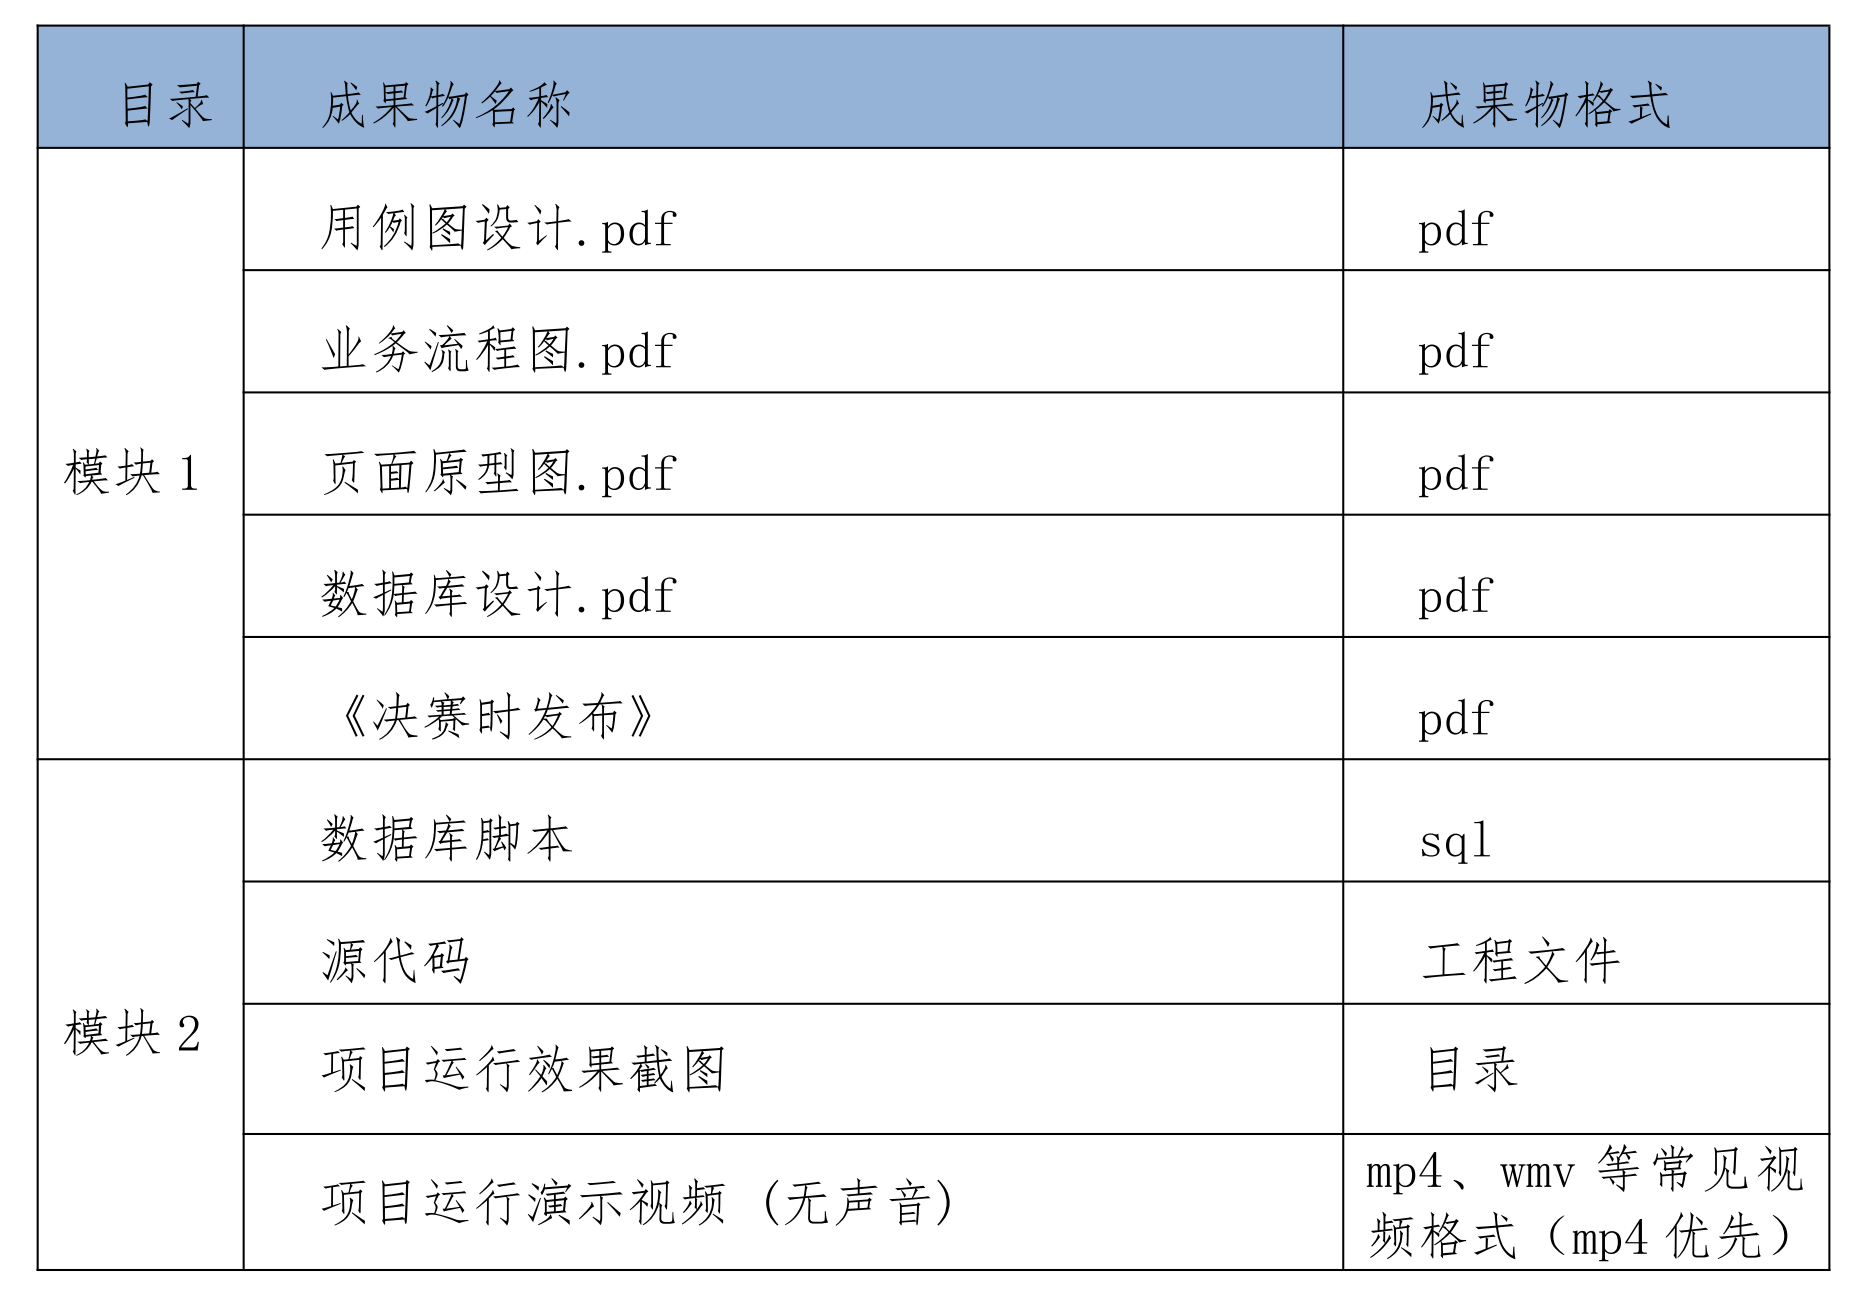 目录 成果物名称 成果物格式
模块1
用例图设计.pdf pdf
业务流程图.pdf pdf
页面原型图.pdf pdf
数据库设计.pdf pdf
《决赛时发布》 pdf
模块2
数据库脚本 sql
源代码 工程文件
项目运行效果截图 目录
项目运行演示视频 (无声音)
mp4、wmv 等常见视
频格式（mp4 优先）